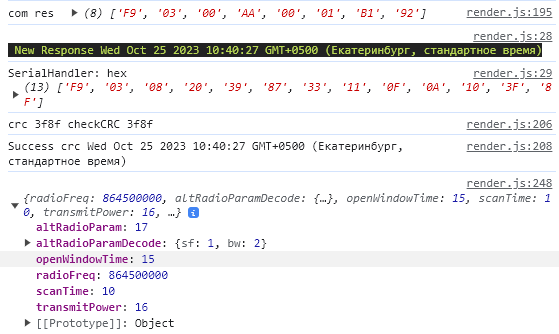 com res ▶ (8) ['F9', '03', '00', 'AA', '00', '01', 'B1', '92'] render.js:195
render.js:28
New Response Wed Oct 25 2023 10:40:27 GMT+0500 (Екатеринбург, стандартное время)
SerialHandler: hex render.js:29
▶ (13) ['F9', '03', '08', '20', '39', '87', '33', '11', '0F', '0A', '10', '3F', '8
F']
crc 3f8f checkCRC 3f8f render.js:206
Success crc Wed Oct 25 2023 10:40:27 GMT+0500 (Екатеринбург, render.js:208
стандартное время)
render.js:248
▼ {radioFreq: 864500000, altRadioParamDecode: {…}, openWindowTime: 15, scanTime: 1
0, transmitPower: 16, …} i
altRadioParam: 17
▶ altRadioParamDecode: {sf: 1, bw: 2}
openWindowTime: 15
radioFreq: 864500000
scanTime: 10
transmitPower: 16
▶ [[Prototype]]: Object